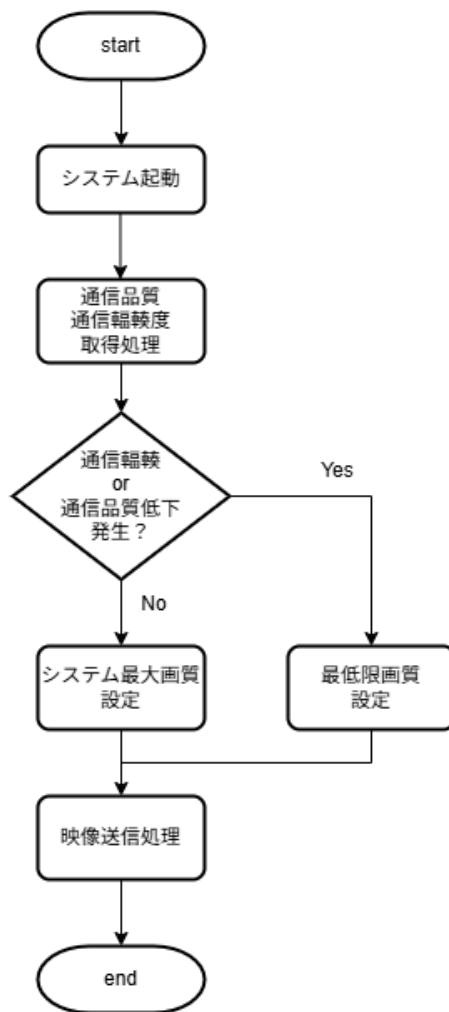 start
システム起動
通信品質
通信輻輳度
取得処理
通信輻輳
or
通信品質低下
発生？
Yes
No
システム最大画質
設定
最低限画質
設定
映像送信処理
end